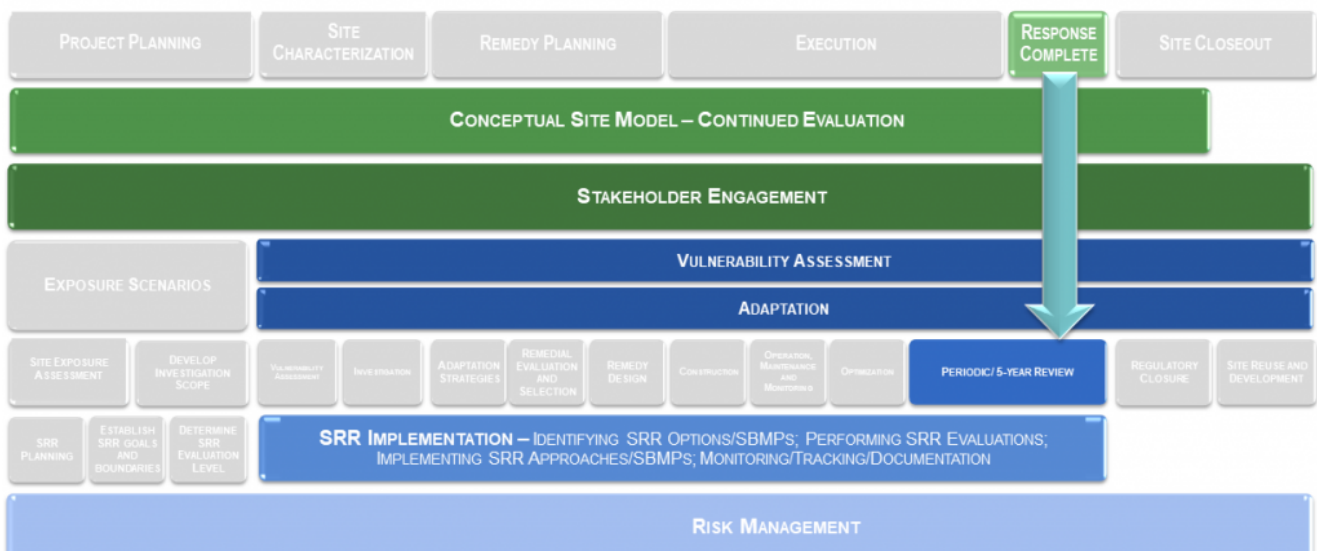 PROJECT PLANNING
SITE
CHARACTERIZATION
REMEDY PLANNING
EXECUTION
RESPONSE
COMPLETE
SITE CLOSEOUT
CONCEPTUAL SITE MODEL – CONTINUED EVALUATION
STAKEHOLDER ENGAGEMENT
EXPOSURE SCENARIOS
VULNERABILITY ASSESSMENT
ADAPTATION
SITE EXPOSURE
ASSESSMENT
DEVELOP
INVESTIGATION
SCOPE
VULNERABILITY
ASSESSMENT
INVESTIGATION
ADAPTATION
STRATEGIES
REMEDIAL
EVALUATION
AND
SELECTION
REMEDY
DESIGN
CONSTRUCTION
OPERATION,
MAINTENANCE
AND
MONITORING
OPTIMIZATION
PERIODIC/ 5-YEAR REVIEW
REGULATORY
CLOSURE
SITE REUSE AND
DEVELOPMENT
SRR
PLANNING
ESTABLISH
SRR GOALS
AND
BOUNDARIES
DETERMINE
SRR
EVALUATION
LEVEL
SRR IMPLEMENTATION – IDENTIFYING SRR OPTIONS/SBMPS; PERFORMING SRR EVALUATIONS;
IMPLEMENTING SRR APPROACHES/SBMPS; MONITORING/TRACKING/DOCUMENTATION
RISK MANAGEMENT